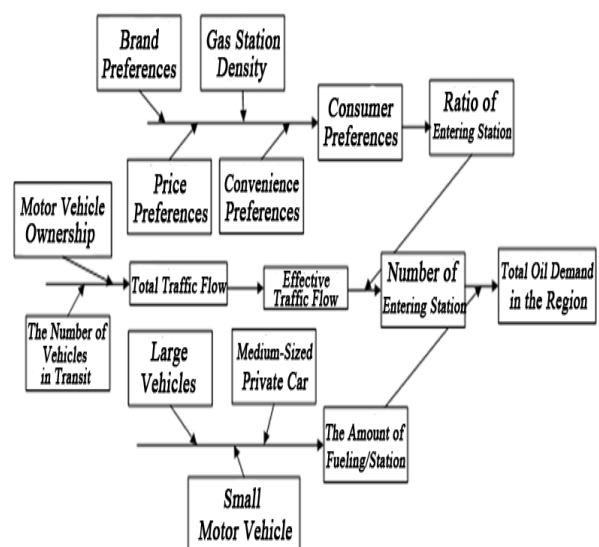 Brand
Preferences
Gas Station
Density
Consumer
Preferences
Ratio of
Entering Station
Price
Preferences
Convenience
Preferences
Motor Vehicle
Ownership
Total Traffic Flow
Effective
Traffic Flow
Number of
Entering Station
Total Oil Demand
in the Region
The Number of
Vehicles
in Transit
Large
Vehicles
Medium-Sized
Private Car
The Amount of
Fueling/Station
Small
Motor Vehicle